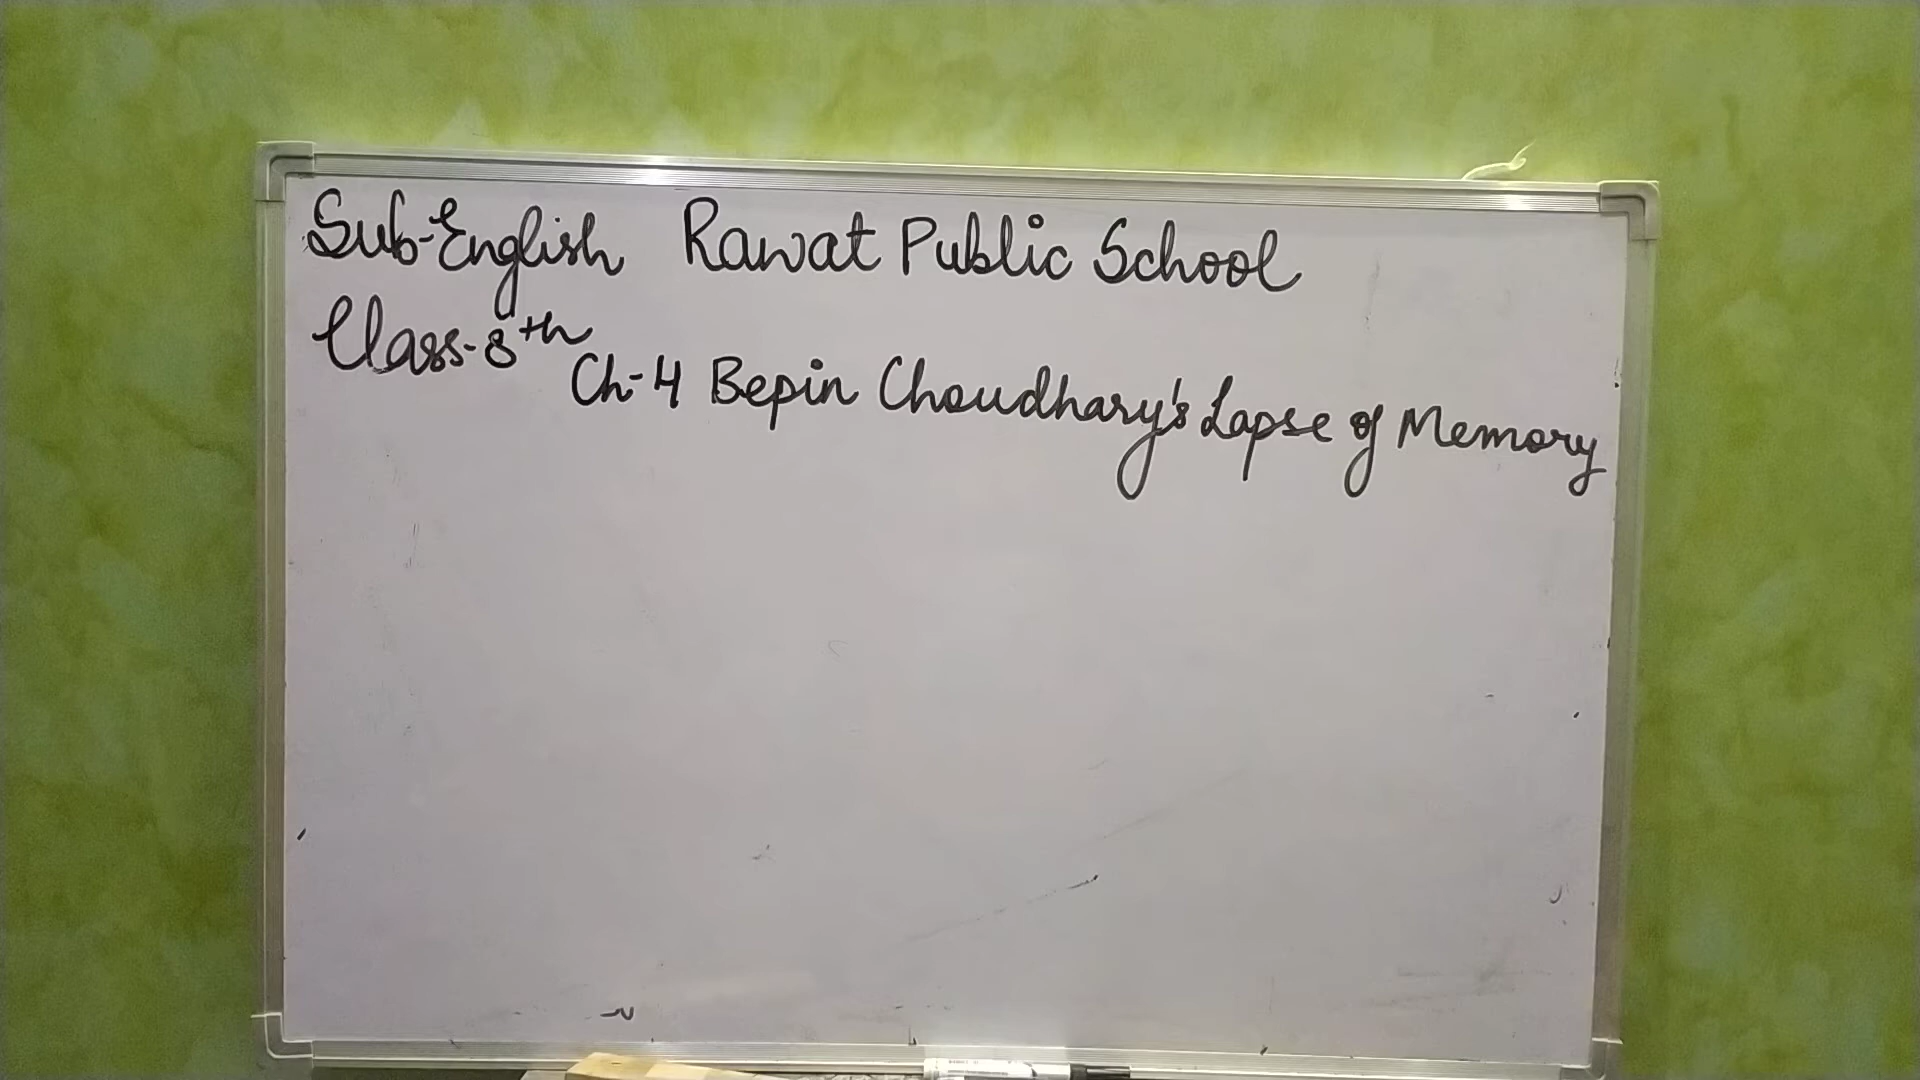 Sub-English Rawat Public School
Class-8th
Ch-4 Bepin Choudhary's Lapse of Memory